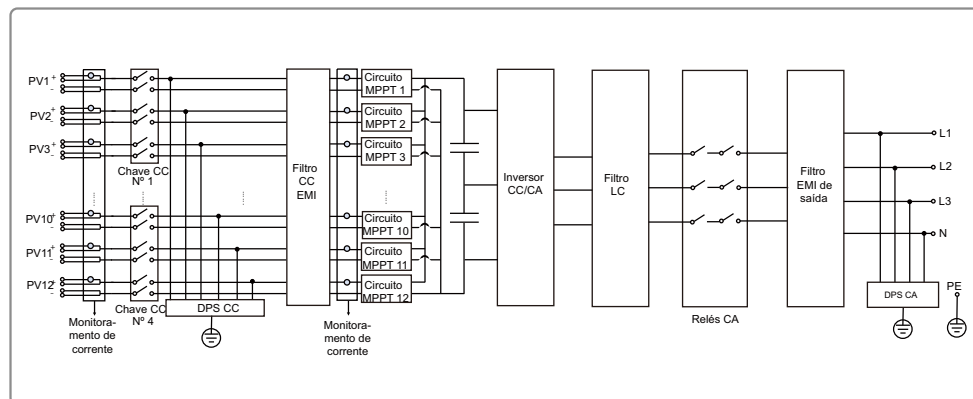 PV1 + -
PV2 + -
PV3 + -
PV10 + -
PV11 + -
PV12 + -
Monitora-
mento de
corrente
Chave CC
Nº 1
Chave CC
Nº 4
DPS CC
Filtro
CC
EMI
Monitora-
mento de
corrente
Circuito
MPPT 1
Circuito
MPPT 2
Circuito
MPPT 3
Circuito
MPPT 10
Circuito
MPPT 11
Circuito
MPPT 12
Inversor
CC/CA
Filtro
LC
Relés CA
Filtro
EMI de
saída
L1
L2
L3
N
DPS CA
PE